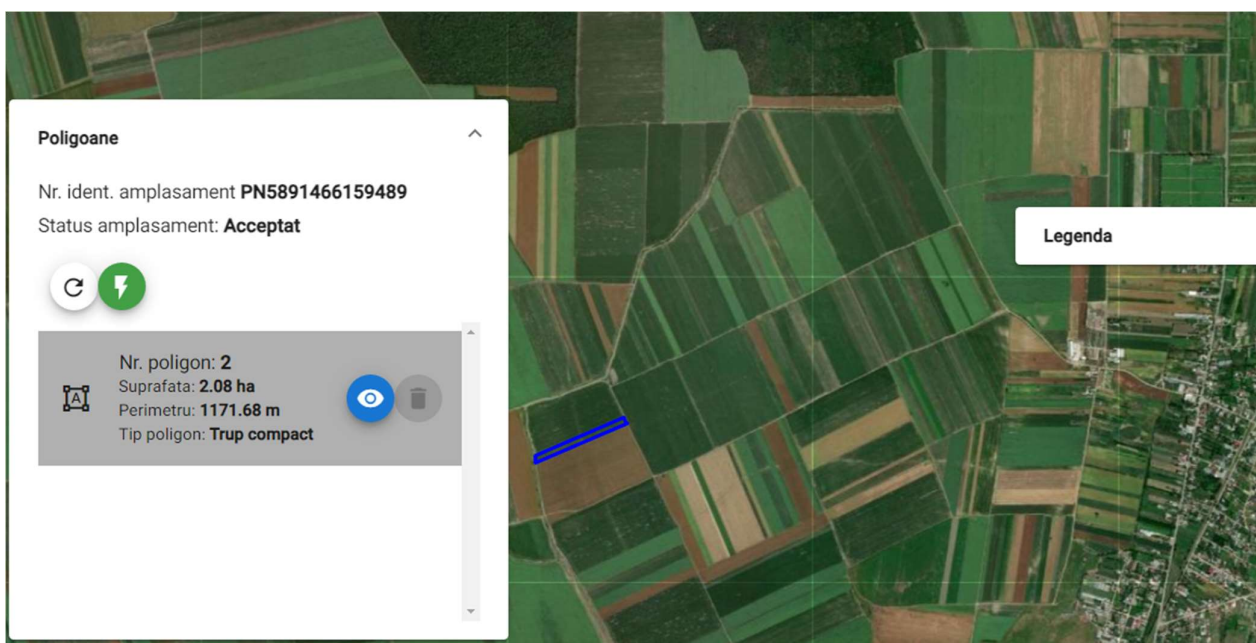 Poligoane
Nr. ident. amplasament PN5891466159489
Status amplasament: Acceptat
Nr. poligon: 2
Suprafata: 2.08 ha
Perimetru: 1171.68 m
Tip poligon: Trup compact
A
Legenda